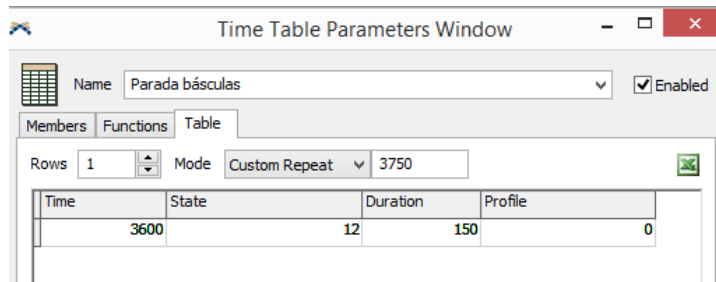 Time Table Parameters Window
Name Parada básculas Enabled
Members Functions Table
Rows 1 Mode Custom Repeat 3750
Time State Duration Profile
3600 12 150 0